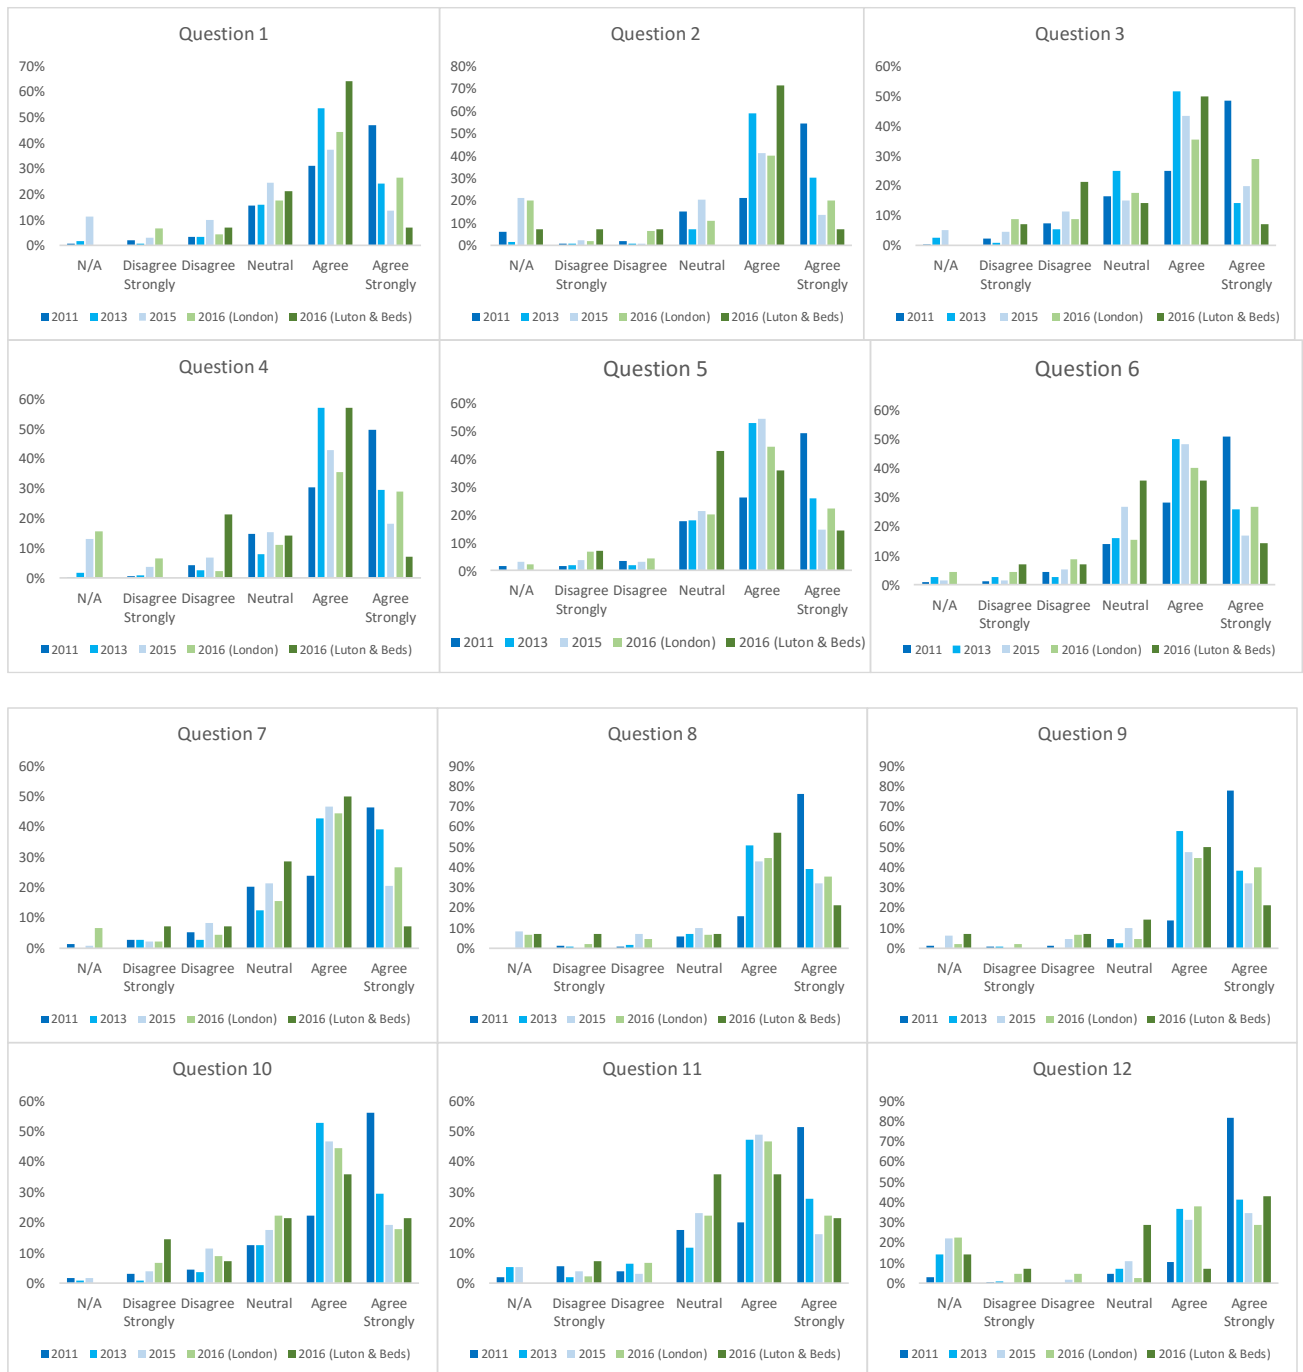 Question 1
70%
60%
50%
40%
30%
20%
10%
0%
N/A Disagree Strongly Disagree Neutral Agree Agree Strongly
2011 2013 2015 2016 (London) 2016 (Luton & Beds)
Question 2
80%
70%
60%
50%
40%
30%
20%
10%
0%
N/A Disagree Strongly Disagree Neutral Agree Agree Strongly
2011 2013 2015 2016 (London) 2016 (Luton & Beds)
Question 3
60%
50%
40%
30%
20%
10%
0%
N/A Disagree Strongly Disagree Neutral Agree Agree Strongly
2011 2013 2015 2016 (London) 2016 (Luton & Beds)
Question 4
60%
50%
40%
30%
20%
10%
0%
N/A Disagree Strongly Disagree Neutral Agree Agree Strongly
2011 2013 2015 2016 (London) 2016 (Luton & Beds)
Question 5
60%
50%
40%
30%
20%
10%
0%
N/A Disagree Strongly Disagree Neutral Agree Agree Strongly
2011 2013 2015 2016 (London) 2016 (Luton & Beds)
Question 6
60%
50%
40%
30%
20%
10%
0%
N/A Disagree Strongly Disagree Neutral Agree Agree Strongly
2011 2013 2015 2016 (London) 2016 (Luton & Beds)
Question 7
60%
50%
40%
30%
20%
10%
0%
N/A Disagree Strongly Disagree Neutral Agree Agree Strongly
2011 2013 2015 2016 (London) 2016 (Luton & Beds)
Question 8
90%
80%
70%
60%
50%
40%
30%
20%
10%
0%
N/A Disagree Strongly Disagree Neutral Agree Agree Strongly
2011 2013 2015 2016 (London) 2016 (Luton & Beds)
Question 9
90%
80%
70%
60%
50%
40%
30%
20%
10%
0%
N/A Disagree Strongly Disagree Neutral Agree Agree Strongly
2011 2013 2015 2016 (London) 2016 (Luton & Beds)
Question 10
60%
50%
40%
30%
20%
10%
0%
N/A Disagree Strongly Disagree Neutral Agree Agree Strongly
2011 2013 2015 2016 (London) 2016 (Luton & Beds)
Question 11
60%
50%
40%
30%
20%
10%
0%
N/A Disagree Strongly Disagree Neutral Agree Agree Strongly
2011 2013 2015 2016 (London) 2016 (Luton & Beds)
Question 12
90%
80%
70%
60%
50%
40%
30%
20%
10%
0%
N/A Disagree Strongly Disagree Neutral Agree Agree Strongly
2011 2013 2015 2016 (London) 2016 (Luton & Beds)